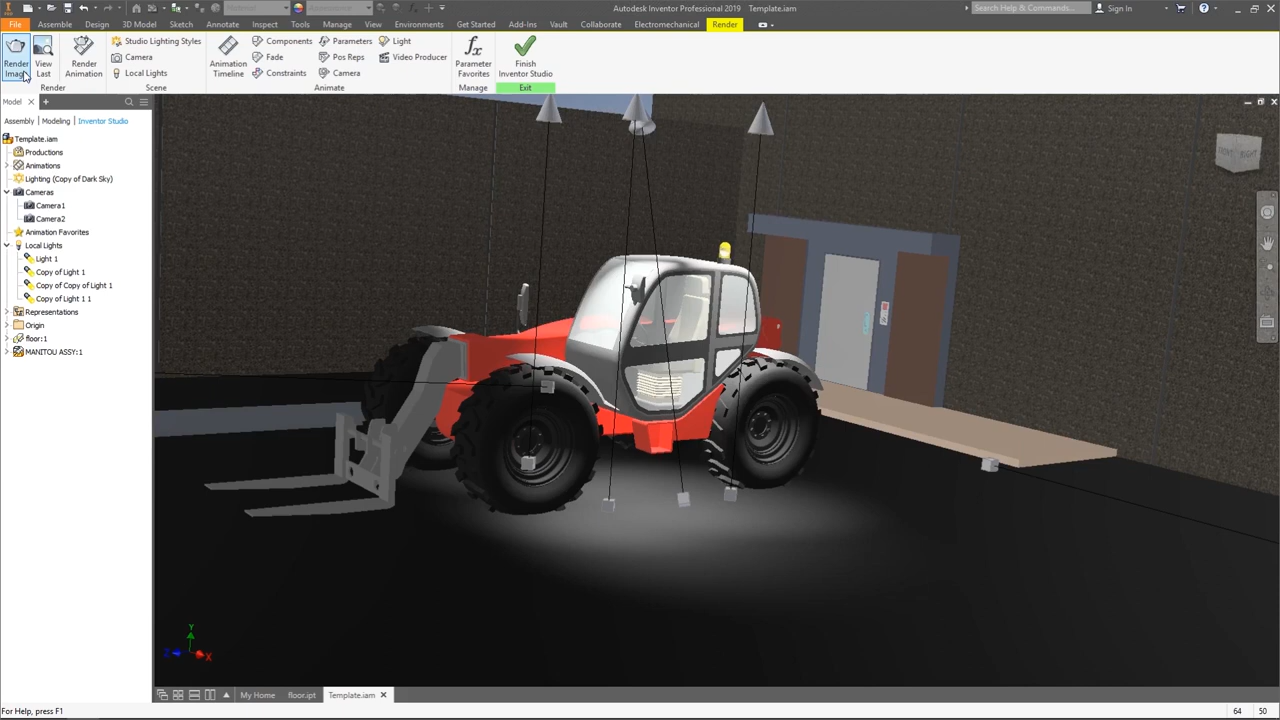 Autodesk Inventor Professional 2019 Template.iam
Search Help & Commands...
Sign In
File Assemble Design 3D Model Sketch Annotate Inspect Tools Manage View Environments Get Started Add-Ins Vault Collaborate Electromechanical Render
Render Image
View Last
Render Animation
Studio Lighting Styles
Camera
Local Lights
Animation Timeline
Components
Fade
Constraints
Parameters
Pos Reps
Camera
Light
Video Producer
Parameter Favorites
Finish Inventor Studio
Render Scene Animate Manage Exit
Model
Assembly Modeling Inventor Studio
Template.iam
Productions
Animations
Lighting (Copy of Dark Sky)
Cameras
Camera1
Camera2
Animation Favorites
Local Lights
Light 1
Copy of Light 1
Copy of Copy of Light 1
Copy of Light 1 1
Representations
Origin
floor:1
MANITOU ASSY:1
RIGHT
Y
Z
X
My Home floor.ipt Template.iam
For Help, press F1
64 50